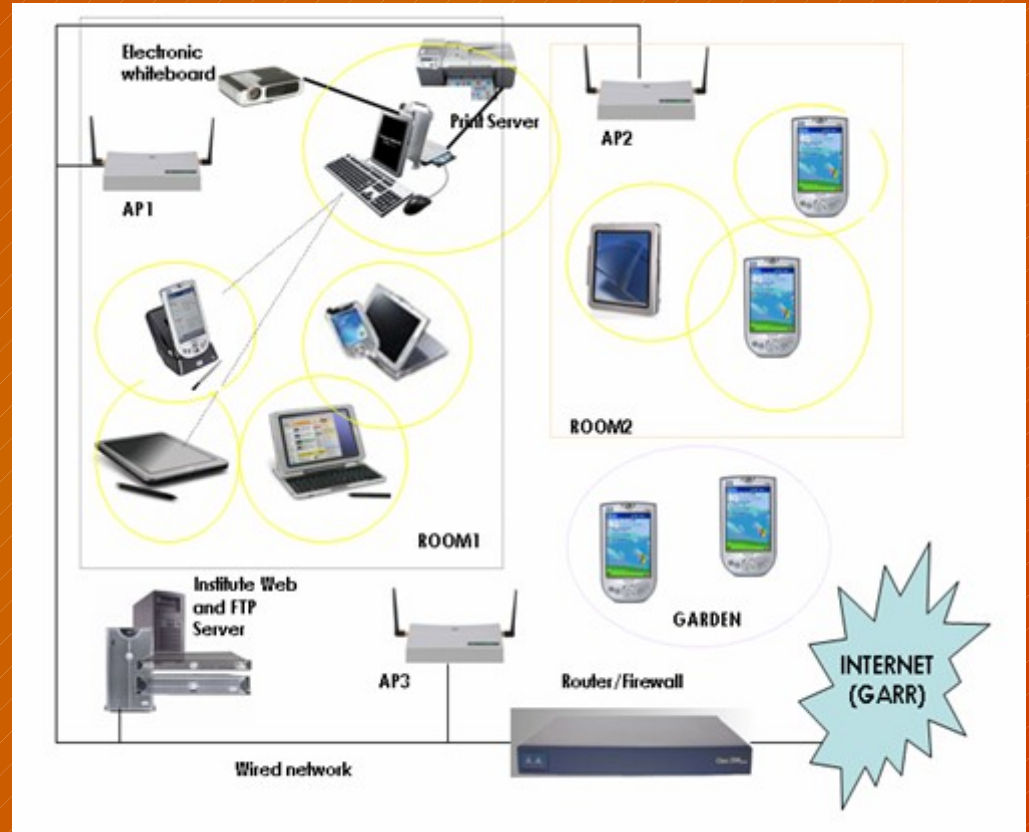 Electronic
whiteboard
Print Server
AP1
AP2
ROOM2
ROOM1
Institute Web
and FTP
Server
GARDEN
AP3
Router/Firewall
INTERNET
(GARR)
Wired network